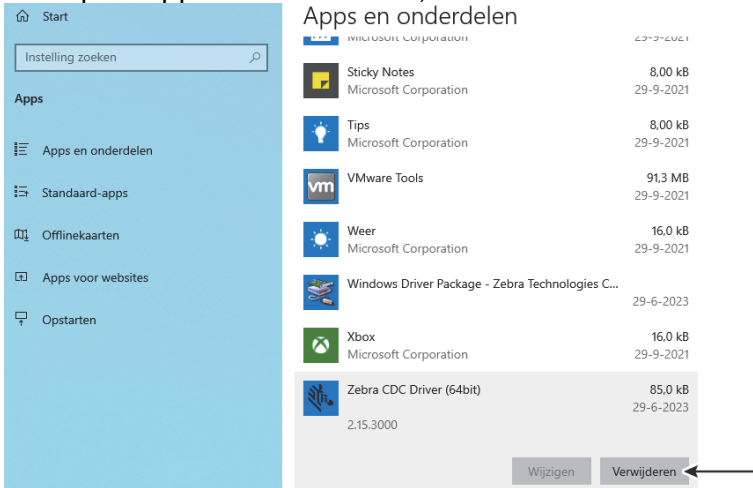 Start
Instelling zoeken
Apps
Apps en onderdelen
Standaard-apps
Offlinekaarten
Apps voor websites
Opstarten
Apps en onderdelen
Microsoft Corporation 29-9-2021
Sticky Notes 8,00 kB
Microsoft Corporation 29-9-2021
Tips 8,00 kB
Microsoft Corporation 29-9-2021
vm VMware Tools 91,3 MB
29-9-2021
Weer 16,0 kB
Microsoft Corporation 29-9-2021
Windows Driver Package - Zebra Technologies C...
29-6-2023
Xbox 16,0 kB
Microsoft Corporation 29-9-2021
Zebra CDC Driver (64bit) 85,0 kB
29-6-2023
2.15.3000
Wijzigen Verwijderen